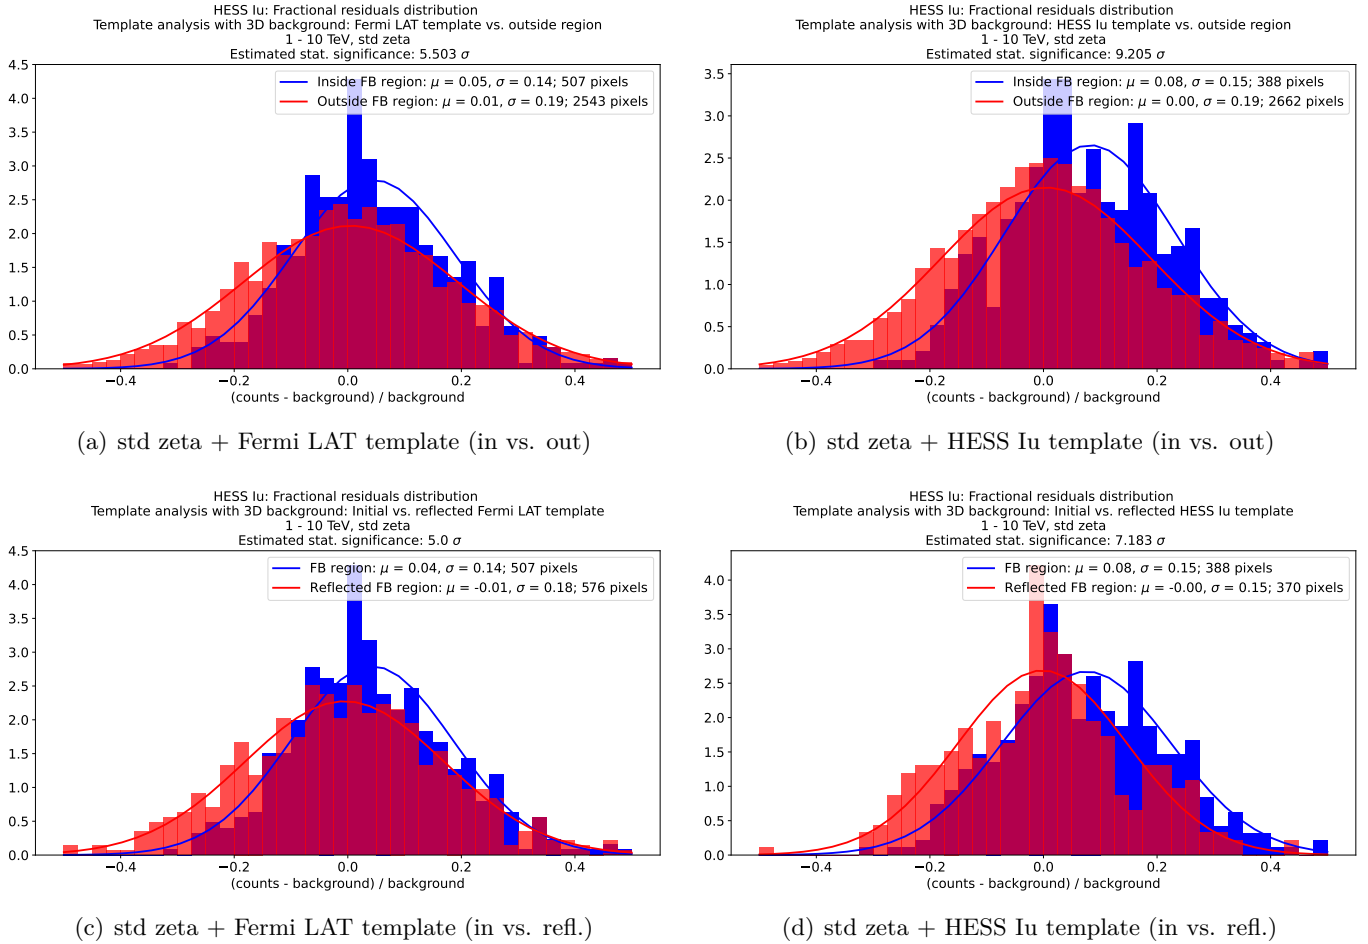 HESS Iu: Fractional residuals distribution
Template analysis with 3D background: Fermi LAT template vs. outside region
1 - 10 TeV, std zeta
Estimated stat. significance: 5.503 σ
4.5
4.0
3.5
3.0
2.5
2.0
1.5
1.0
0.5
0.0
Inside FB region: μ = 0.05, σ = 0.14; 507 pixels
Outside FB region: μ = 0.01, σ = 0.19; 2543 pixels
−0.4 −0.2 0.0 0.2 0.4
(counts - background) / background
(a) std zeta + Fermi LAT template (in vs. out)
HESS Iu: Fractional residuals distribution
Template analysis with 3D background: HESS Iu template vs. outside region
1 - 10 TeV, std zeta
Estimated stat. significance: 9.205 σ
3.5
3.0
2.5
2.0
1.5
1.0
0.5
0.0
Inside FB region: μ = 0.08, σ = 0.15; 388 pixels
Outside FB region: μ = 0.00, σ = 0.19; 2662 pixels
−0.4 −0.2 0.0 0.2 0.4
(counts - background) / background
(b) std zeta + HESS Iu template (in vs. out)
HESS Iu: Fractional residuals distribution
Template analysis with 3D background: Initial vs. reflected Fermi LAT template
1 - 10 TeV, std zeta
Estimated stat. significance: 5.0 σ
4.5
4.0
3.5
3.0
2.5
2.0
1.5
1.0
0.5
0.0
FB region: μ = 0.04, σ = 0.14; 507 pixels
Reflected FB region: μ = -0.01, σ = 0.18; 576 pixels
−0.4 −0.2 0.0 0.2 0.4
(counts - background) / background
(c) std zeta + Fermi LAT template (in vs. refl.)
HESS Iu: Fractional residuals distribution
Template analysis with 3D background: Initial vs. reflected HESS Iu template
1 - 10 TeV, std zeta
Estimated stat. significance: 7.183 σ
4.0
3.5
3.0
2.5
2.0
1.5
1.0
0.5
0.0
FB region: μ = 0.08, σ = 0.15; 388 pixels
Reflected FB region: μ = -0.00, σ = 0.15; 370 pixels
−0.4 −0.2 0.0 0.2 0.4
(counts - background) / background
(d) std zeta + HESS Iu template (in vs. refl.)